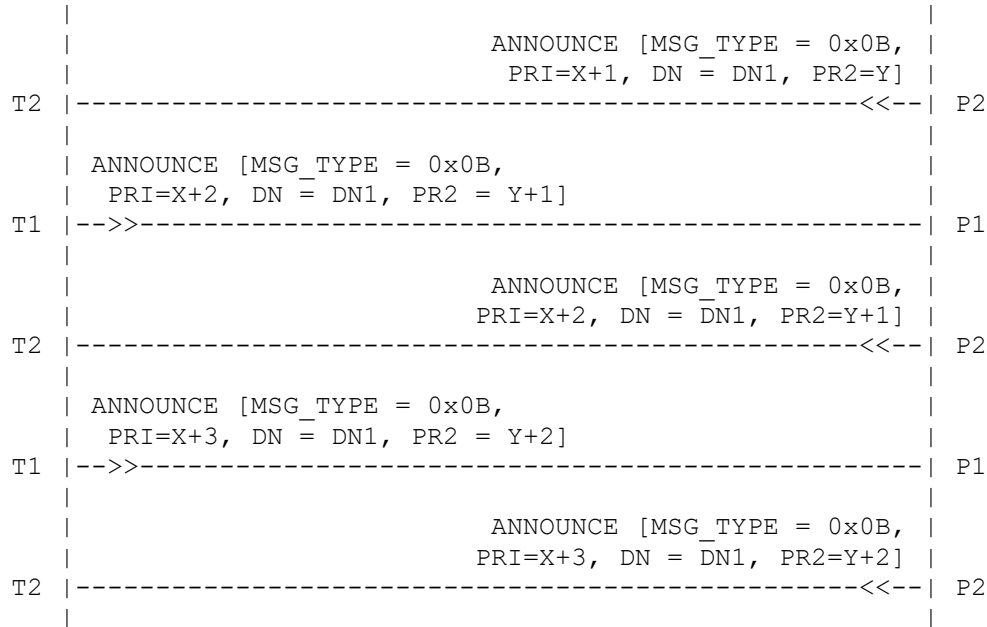 ANNOUNCE [MSG_TYPE = 0x0B,
PRI=X+1, DN = DN1, PR2=Y]
T2 |-------------------------------------------------<<--| P2
ANNOUNCE [MSG_TYPE = 0x0B,
PRI=X+2, DN = DN1, PR2 = Y+1]
T1 |-->>-------------------------------------------------| P1
ANNOUNCE [MSG_TYPE = 0x0B,
PRI=X+2, DN = DN1, PR2=Y+1]
T2 |-------------------------------------------------<<--| P2
ANNOUNCE [MSG_TYPE = 0x0B,
PRI=X+3, DN = DN1, PR2 = Y+2]
T1 |-->>-------------------------------------------------| P1
ANNOUNCE [MSG_TYPE = 0x0B,
PRI=X+3, DN = DN1, PR2=Y+2]
T2 |-------------------------------------------------<<--| P2